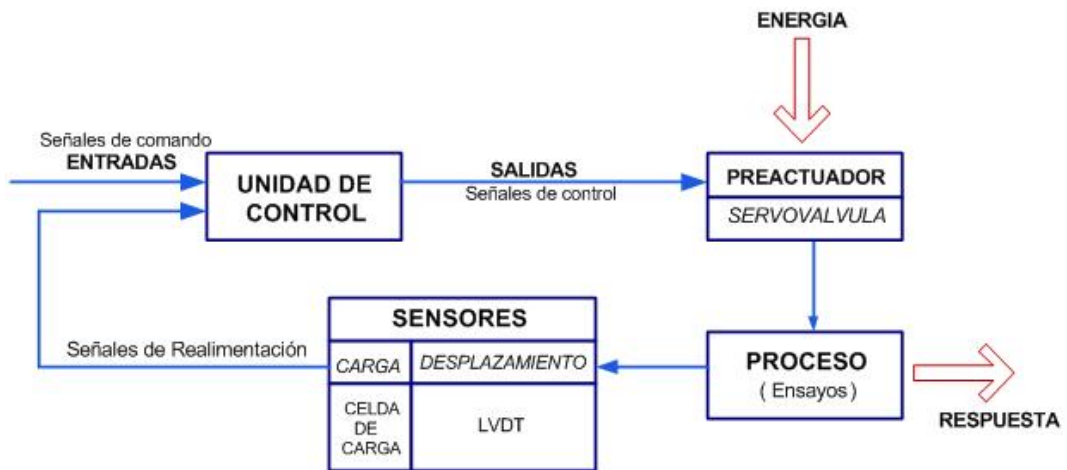 ENERGIA
Señales de comando
ENTRADAS
UNIDAD DE
CONTROL
SALIDAS
Señales de control
PREACTUADOR
SERVOVALVULA
SENSORES
CARGA
DESPLAZAMIENTO
CELDA
DE
CARGA
LVDT
Señales de Realimentación
PROCESO
( Ensayos )
RESPUESTA